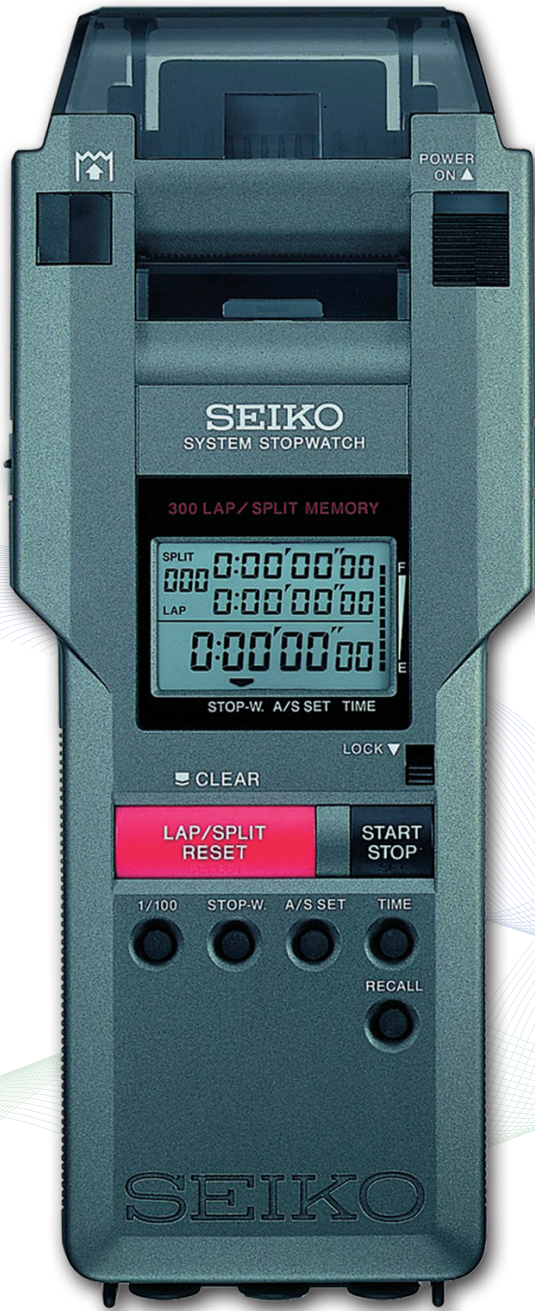 POWER
ON ▲
SEIKO
SYSTEM STOPWATCH
300 LAP/SPLIT MEMORY
SPLIT
000
0:00'00"00
LAP
0:00'00"00
0:00'00"00
F
E
STOP-W. A/S SET TIME
LOCK ▼
CLEAR
LAP/SPLIT
RESET
START
STOP
1/100 STOP-W. A/S SET TIME
RECALL
SEIKO